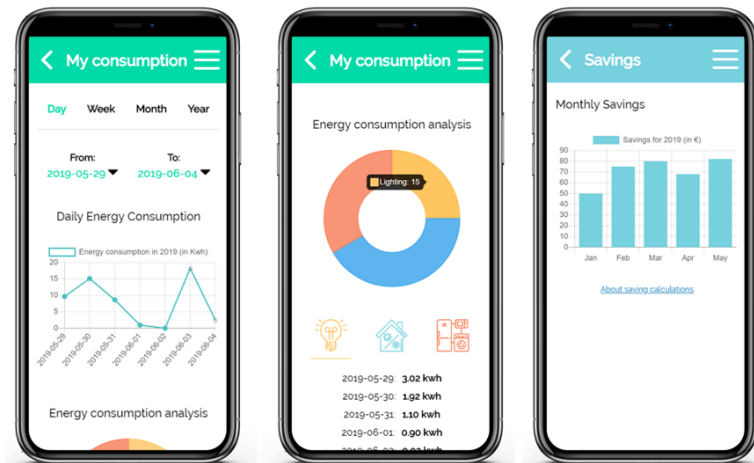 My consumption
Day Week Month Year
From: To:
2019-05-29 2019-06-04
Daily Energy Consumption
Energy consumption in 2019 (in Kwh)
20
15
10
5
0
2019-05-29 2019-05-30 2019-05-31 2019-06-01 2019-06-02 2019-06-03 2019-06-04
Energy consumption analysis
My consumption
Energy consumption analysis
Lighting: 15
2019-05-29: 3.02 kwh
2019-05-30: 1.92 kwh
2019-05-31: 1.10 kwh
2019-06-01: 0.90 kwh
Savings
Monthly Savings
Savings for 2019 (in €)
90
80
70
60
50
40
30
20
10
0
Jan Feb Mar Apr May
About saving calculations